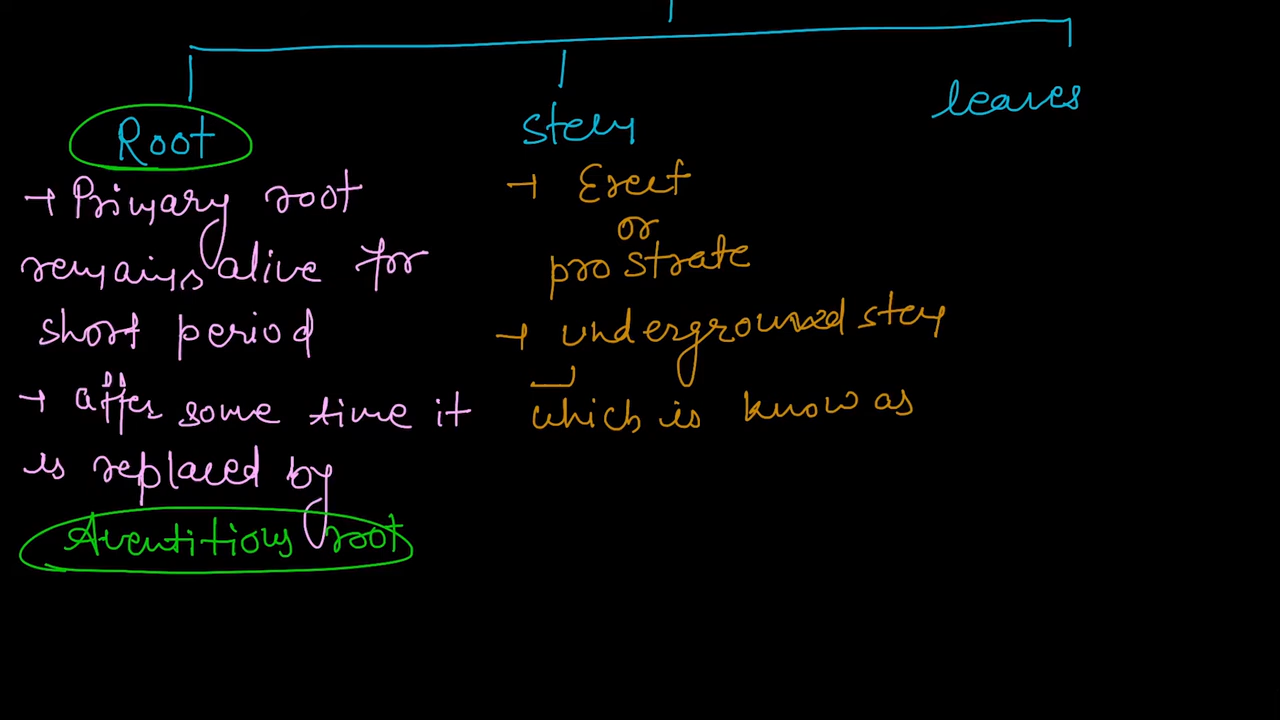 Root
stem
leaves
→ Primary root
remains alive for
short period
→ after some time it
is replaced by
Aventitious root
→ Erect
or
prostrate
→ underground stem
which is know as